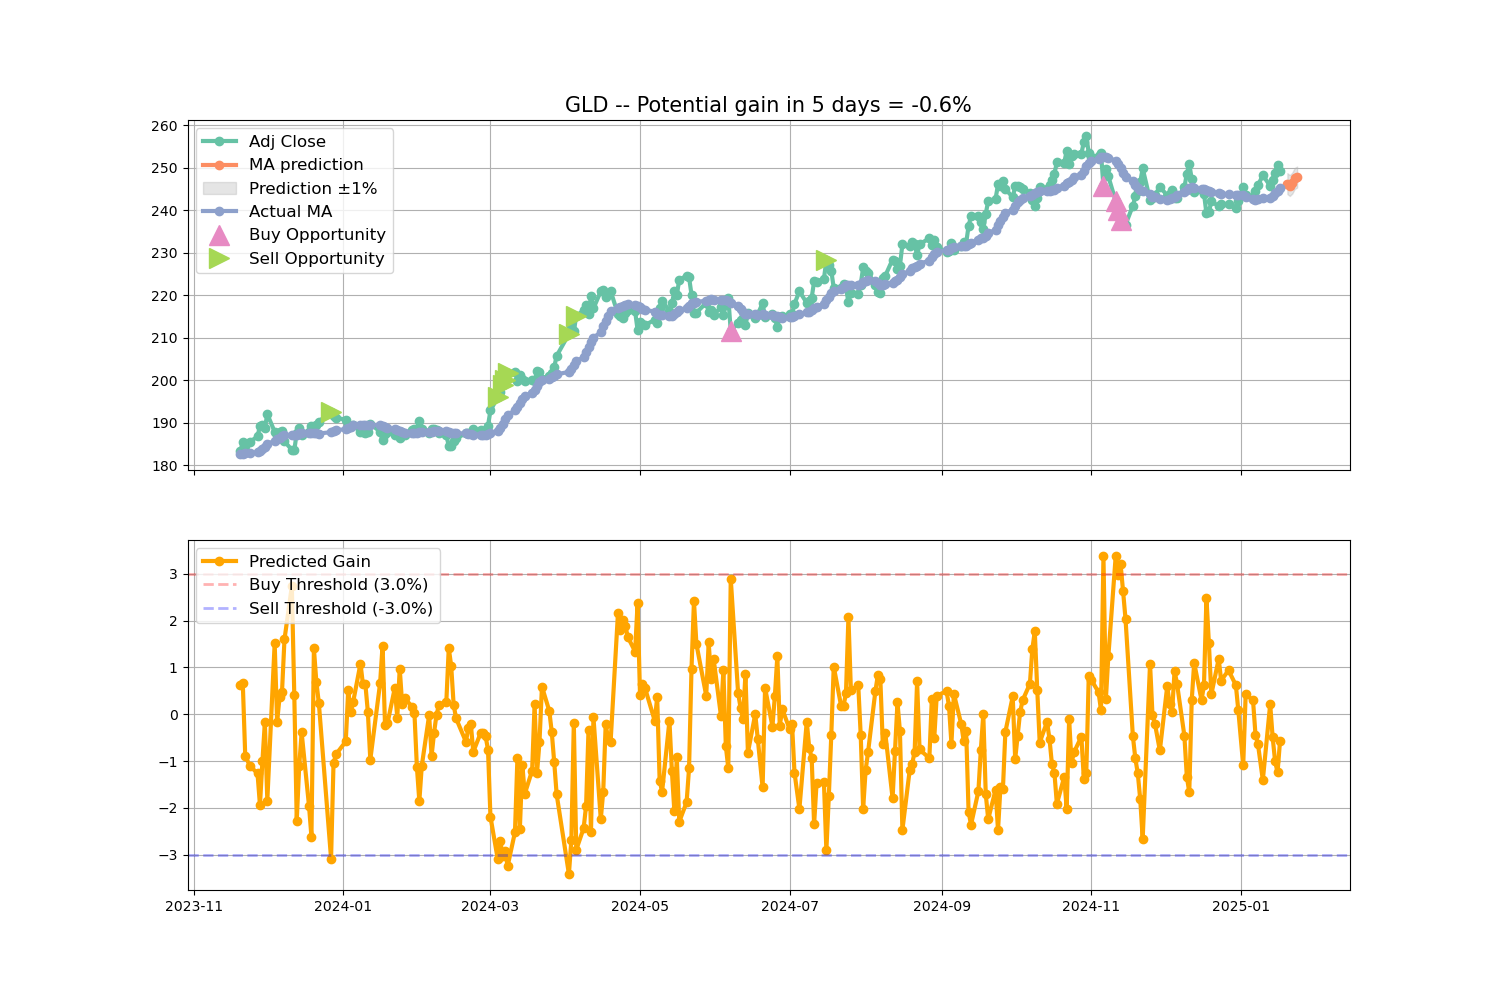 GLD -- Potential gain in 5 days = -0.6%
260
250
240
230
220
210
200
190
180
Adj Close
MA prediction
Prediction ±1%
Actual MA
Buy Opportunity
Sell Opportunity
3
2
1
0
−1
−2
−3
Predicted Gain
Buy Threshold (3.0%)
Sell Threshold (-3.0%)
2023-11
2024-01
2024-03
2024-05
2024-07
2024-09
2024-11
2025-01